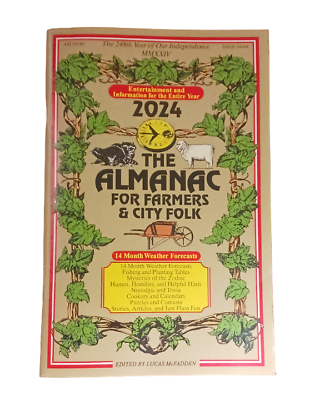 The 248th Year of Our Independence
MMXXIV
Entertainment and
Information for the Entire Year
2024
THE
ALMANAC
FOR FARMERS
& CITY FOLK
14 Month Weather Forecasts
14 Month Weather Forecasts
Fishing and Planting Tables
Mysteries of the Zodiac
Humor, Homilies, and Helpful Hints
Nostalgia and Trivia
Cookery and Calendars
Puzzles and Contests
Stories, Articles, and Just Plain Fun
EDITED BY LUCAS McFADDEN